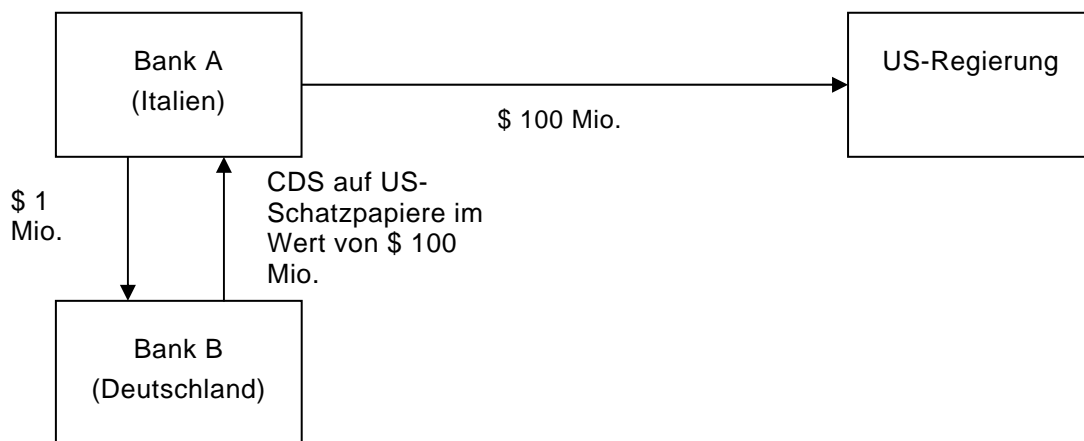 Bank A
(Italien)
US-Regierung
$ 100 Mio.
$ 1
Mio.
CDS auf US-
Schatzpapiere im
Wert von $ 100
Mio.
Bank B
(Deutschland)